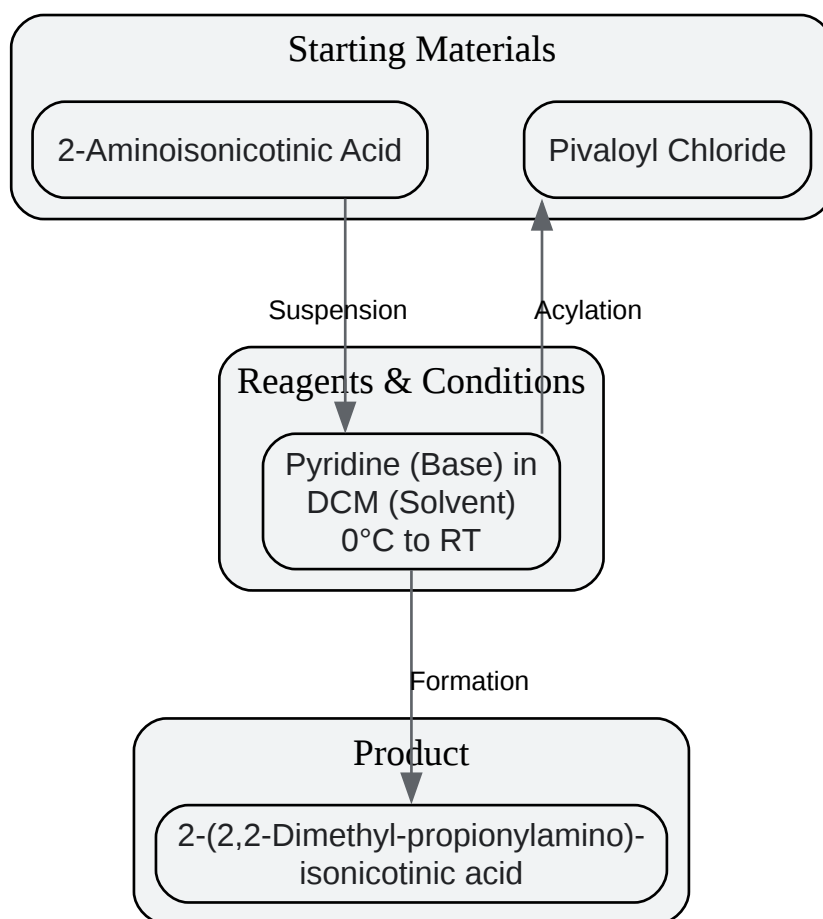 Starting Materials
2-Aminoisonicotinic Acid
Pivaloyl Chloride
Suspension
Acylation
Reagents & Conditions
Pyridine (Base) in
DCM (Solvent)
0°C to RT
Formation
Product
2-(2,2-Dimethyl-propionylamino)-
isonicotinic acid